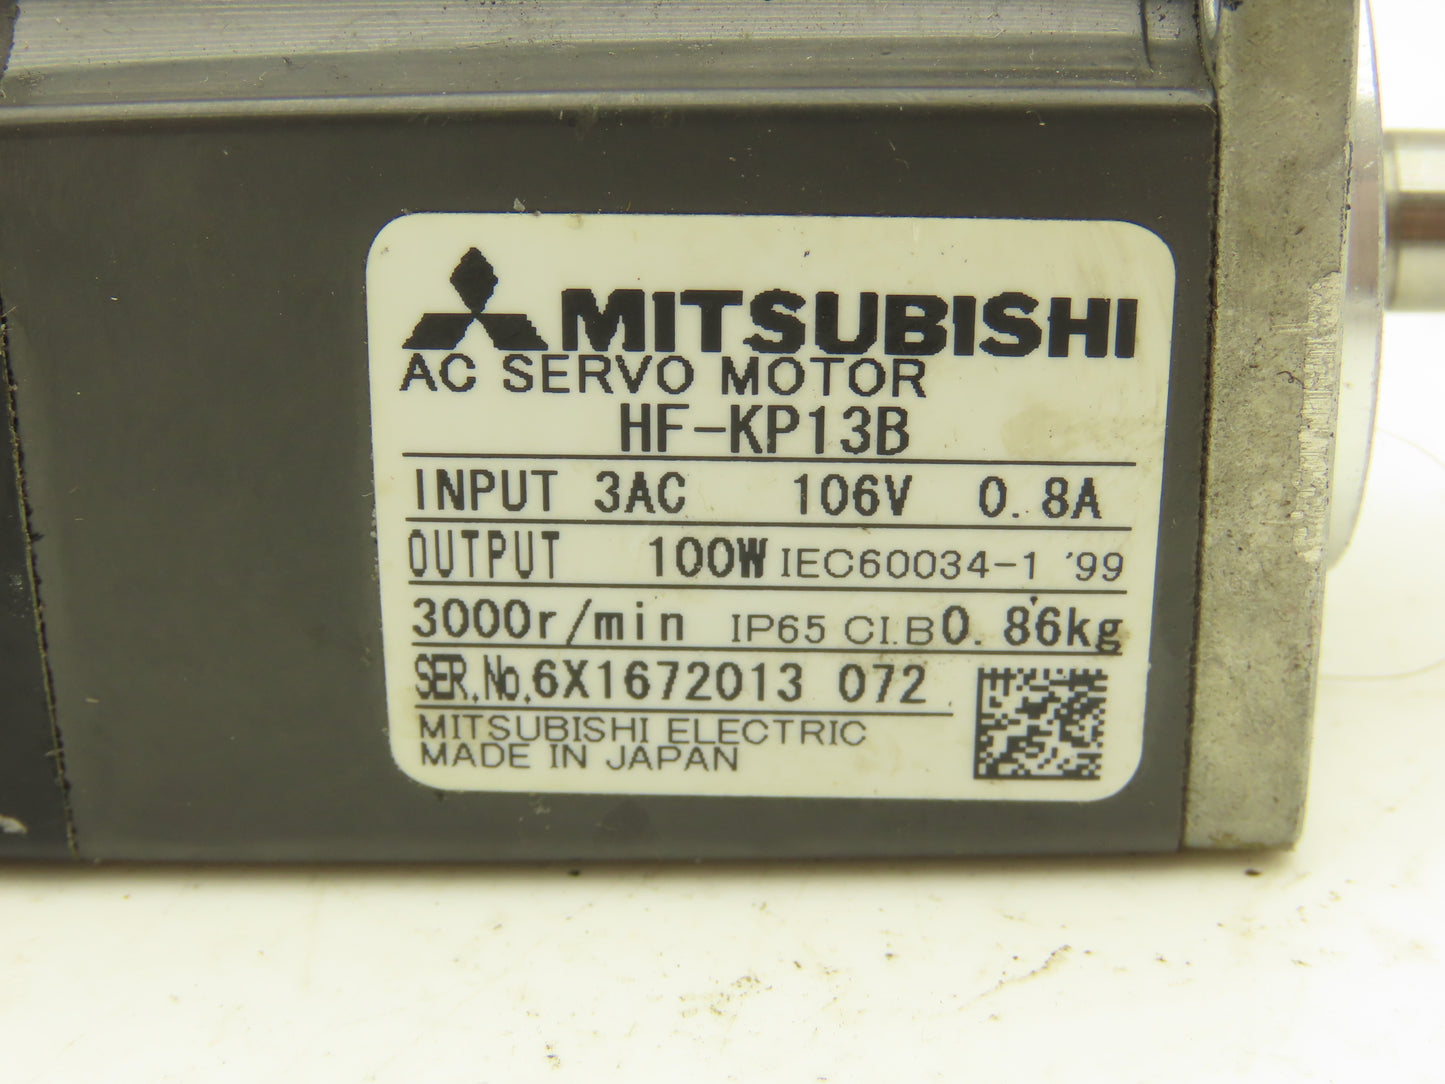 MITSUBISHI
AC SERVO MOTOR
HF-KP13B
INPUT 3AC 106V 0.8A
OUTPUT 100W IEC60034-1 '99
3000r/min IP65 CI.B 0.86kg
SER.No.6X1672013 072
MITSUBISHI ELECTRIC
MADE IN JAPAN